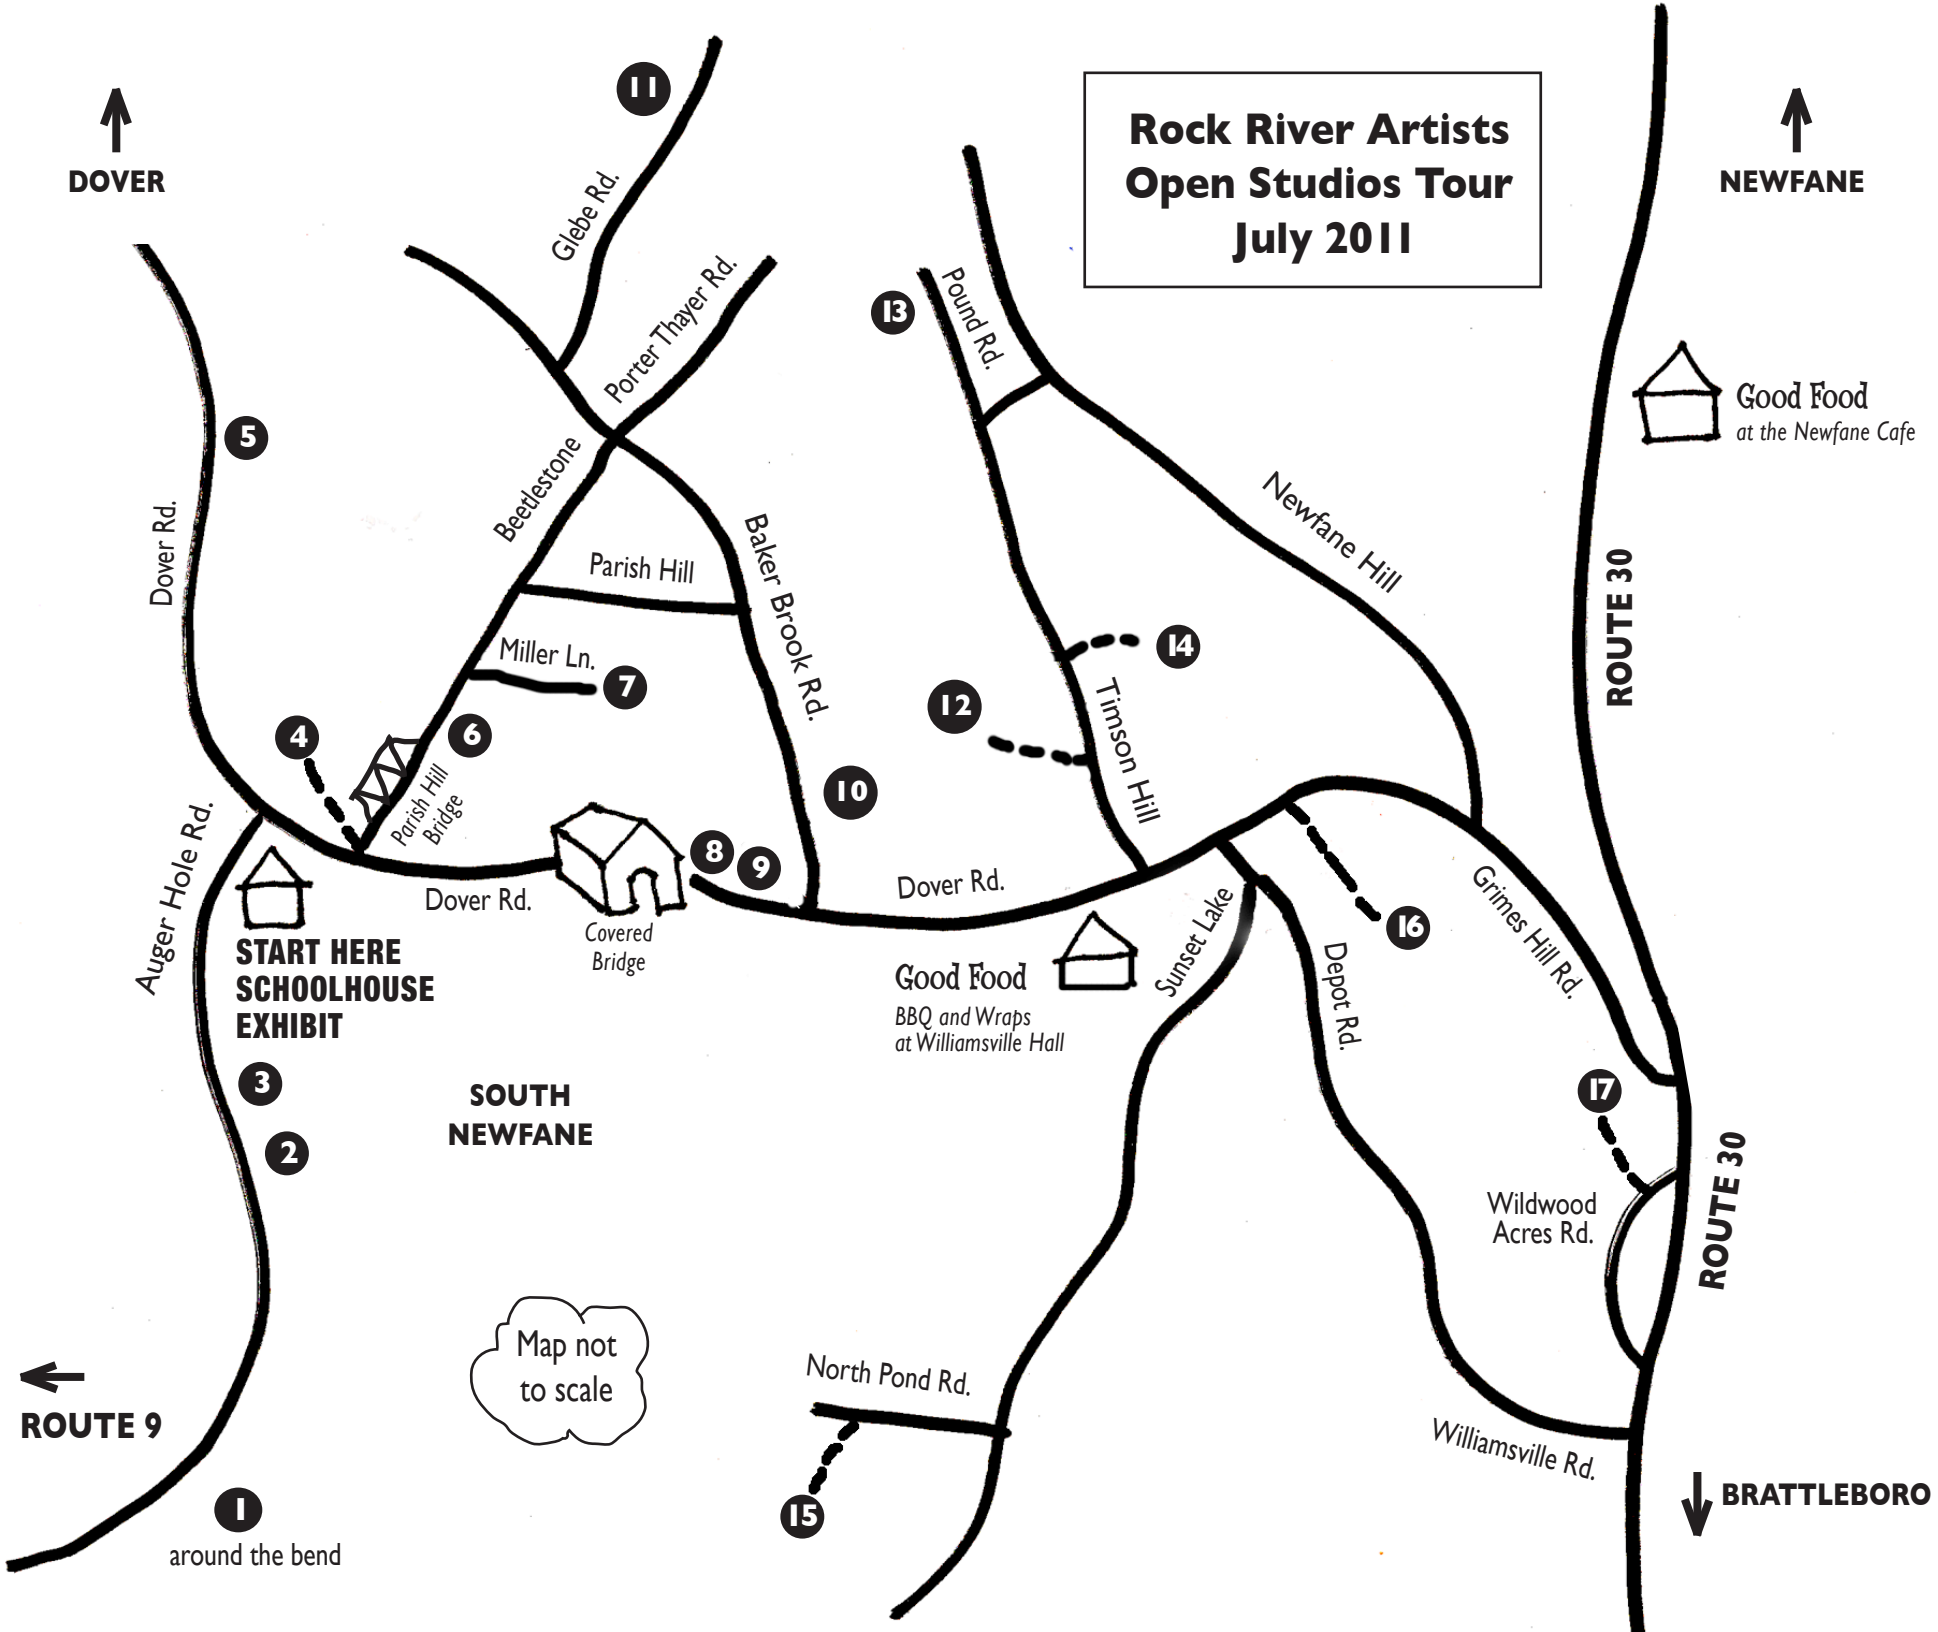 Rock River Artists
Open Studios Tour
July 2011
DOVER
NEWFANE
11
Glebe Rd.
Porter Thayer Rd.
13
Pound Rd.
Good Food
at the Newfane Cafe
5
Dover Rd.
Beetlestone
Parish Hill
Baker Brook Rd.
Newfane Hill
ROUTE 30
Miller Ln.
7
14
12
Timson Hill
4
6
Parish Hill
Bridge
10
8
9
Auger Hole Rd.
Dover Rd.
Covered
Bridge
Dover Rd.
START HERE
SCHOOLHOUSE
EXHIBIT
Good Food
BBQ and Wraps
at Williamsville Hall
Sunset Lake
Depot Rd.
16
Grimes Hill Rd.
3
2
SOUTH
NEWFANE
17
Wildwood
Acres Rd.
ROUTE 30
Map not
to scale
North Pond Rd.
15
Williamsville Rd.
ROUTE 9
1
around the bend
BRATTLEBORO